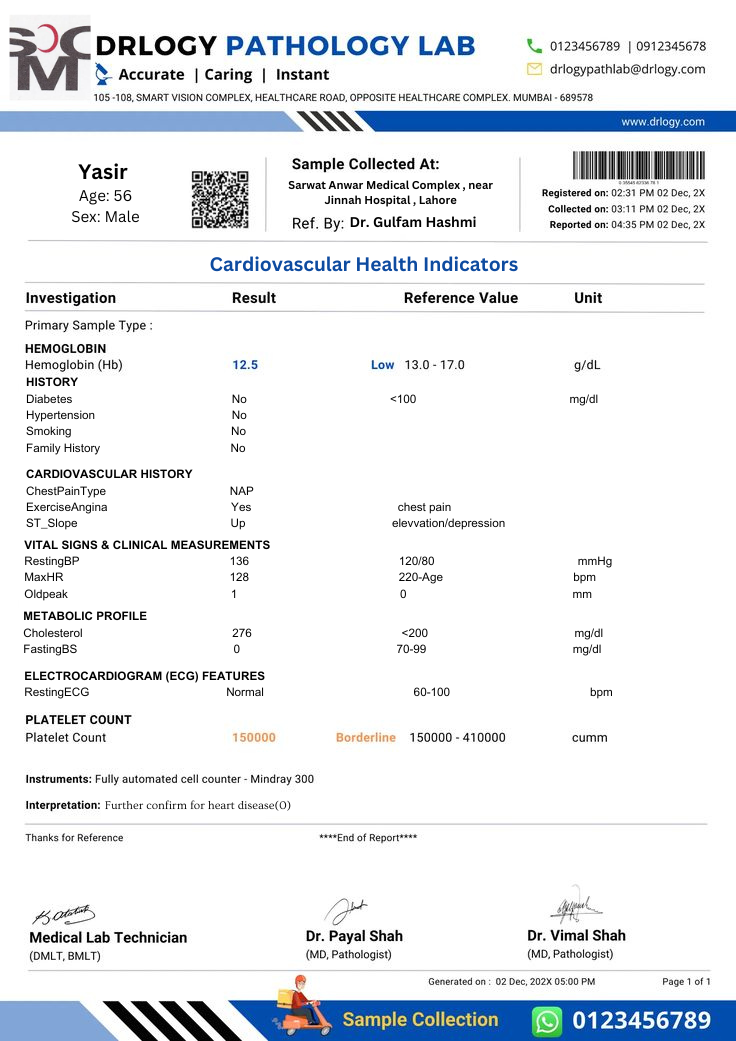 SDC
M
DRLOGY PATHOLOGY LAB
Accurate | Caring | Instant
0123456789 | 0912345678
drlogypathlab@drlogy.com
105 -108, SMART VISION COMPLEX, HEALTHCARE ROAD, OPPOSITE HEALTHCARE COMPLEX. MUMBAI - 689578
www.drlogy.com
Yasir
Age: 56
Sex: Male
Sample Collected At:
Sarwat Anwar Medical Complex , near
Jinnah Hospital , Lahore
Ref. By: Dr. Gulfam Hashmi
Registered on: 02:31 PM 02 Dec, 2X
Collected on: 03:11 PM 02 Dec, 2X
Reported on: 04:35 PM 02 Dec, 2X
Cardiovascular Health Indicators
Investigation Result Reference Value Unit
Primary Sample Type :
HEMOGLOBIN
Hemoglobin (Hb) 12.5 Low 13.0 - 17.0 g/dL
HISTORY
Diabetes No <100 mg/dl
Hypertension No
Smoking No
Family History No
CARDIOVASCULAR HISTORY
ChestPainType NAP
ExerciseAngina Yes chest pain
ST_Slope Up elevvation/depression
VITAL SIGNS & CLINICAL MEASUREMENTS
RestingBP 136 120/80 mmHg
MaxHR 128 220-Age bpm
Oldpeak 1 0 mm
METABOLIC PROFILE
Cholesterol 276 <200 mg/dl
FastingBS 0 70-99 mg/dl
ELECTROCARDIOGRAM (ECG) FEATURES
RestingECG Normal 60-100 bpm
PLATELET COUNT
Platelet Count 150000 Borderline 150000 - 410000 cumm
Instruments: Fully automated cell counter - Mindray 300
Interpretation: Further confirm for heart disease(O)
Thanks for Reference ****End of Report****
Medical Lab Technician
(DMLT, BMLT)
Dr. Payal Shah
(MD, Pathologist)
Dr. Vimal Shah
(MD, Pathologist)
Generated on : 02 Dec, 202X 05:00 PM Page 1 of 1
Sample Collection 0123456789